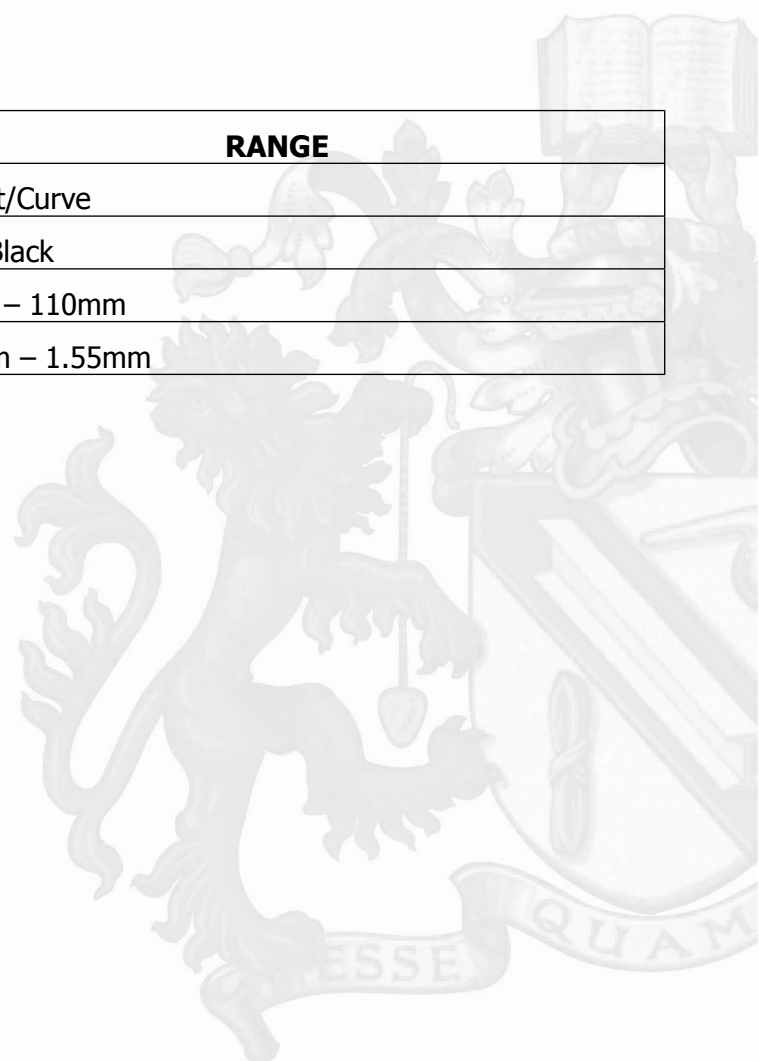 RANGE
t/Curve
Black
– 110mm
m – 1.55mm
ESSE
QUAM